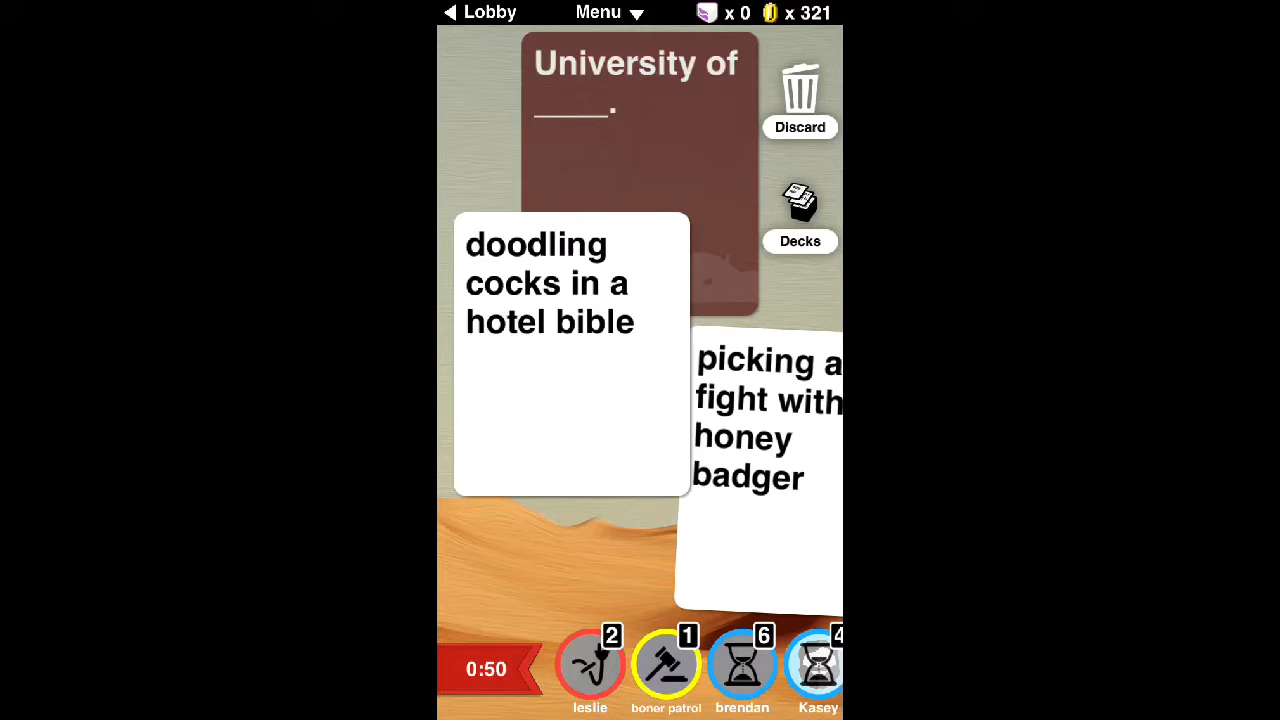 Lobby
Menu
x 0
x 321
University of
_____.
Discard
Decks
doodling
cocks in a
hotel bible
picking a
fight with
honey
badger
0:50
2
1
6
4
leslie
boner patrol
brendan
Kasey